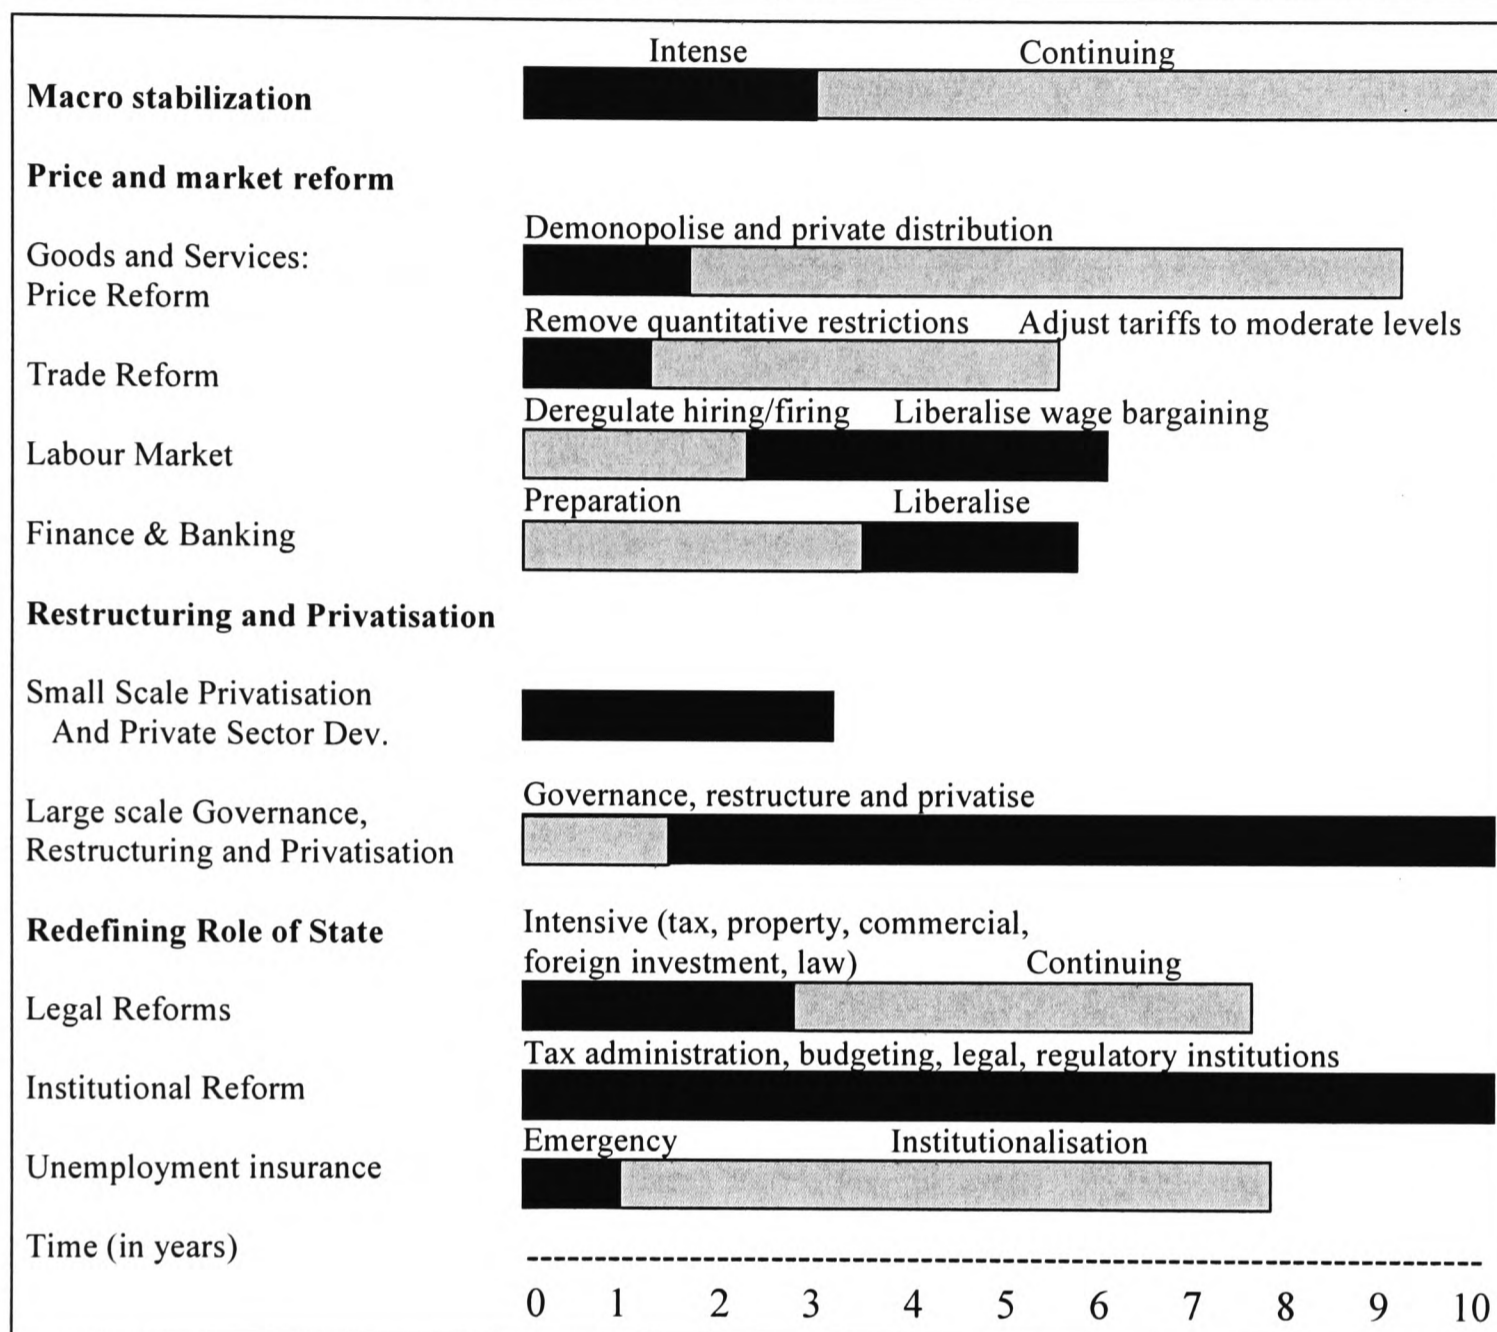 Intense Continuing
Macro stabilization
Price and market reform
Demonopolise and private distribution
Goods and Services:
Price Reform
Remove quantitative restrictions Adjust tariffs to moderate levels
Trade Reform
Deregulate hiring/firing Liberalise wage bargaining
Labour Market
Preparation Liberalise
Finance & Banking
Restructuring and Privatisation
Small Scale Privatisation
And Private Sector Dev.
Governance, restructure and privatise
Large scale Governance,
Restructuring and Privatisation
Redefining Role of State
Intensive (tax, property, commercial,
foreign investment, law) Continuing
Legal Reforms
Tax administration, budgeting, legal, regulatory institutions
Institutional Reform
Emergency Institutionalisation
Unemployment insurance
Time (in years)
0 1 2 3 4 5 6 7 8 9 10